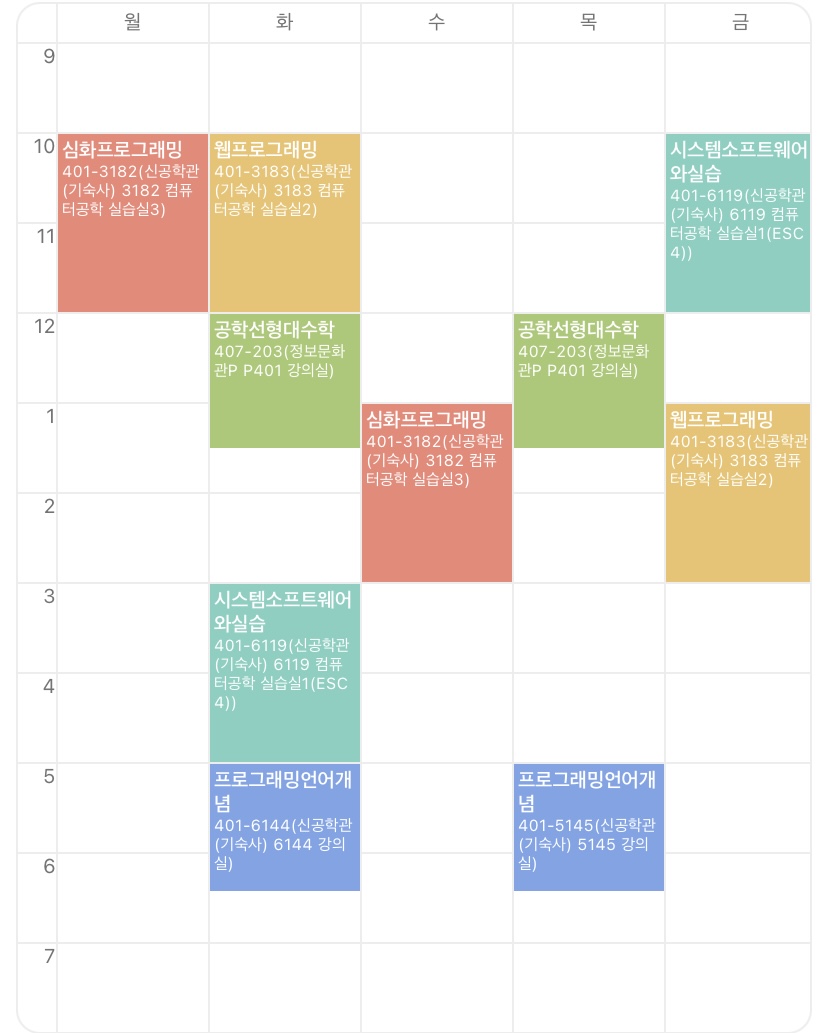 월 화 수 목 금
9
10
심화프로그래밍
401-3182(신공학관
(기숙사) 3182 컴퓨
터공학 실습실3)
웹프로그래밍
401-3183(신공학관
(기숙사) 3183 컴퓨
터공학 실습실2)
시스템소프트웨어
와실습
401-6119(신공학관
(기숙사) 6119 컴퓨
터공학 실습실1(ESC
4))
11
12
공학선형대수학
407-203(정보문화
관P P401 강의실)
공학선형대수학
407-203(정보문화
관P P401 강의실)
1
심화프로그래밍
401-3182(신공학관
(기숙사) 3182 컴퓨
터공학 실습실3)
웹프로그래밍
401-3183(신공학관
(기숙사) 3183 컴퓨
터공학 실습실2)
2
3
시스템소프트웨어
와실습
401-6119(신공학관
(기숙사) 6119 컴퓨
터공학 실습실1(ESC
4))
4
5
프로그래밍언어개
념
401-6144(신공학관
(기숙사) 6144 강의
실)
프로그래밍언어개
념
401-5145(신공학관
(기숙사) 5145 강의
실)
6
7